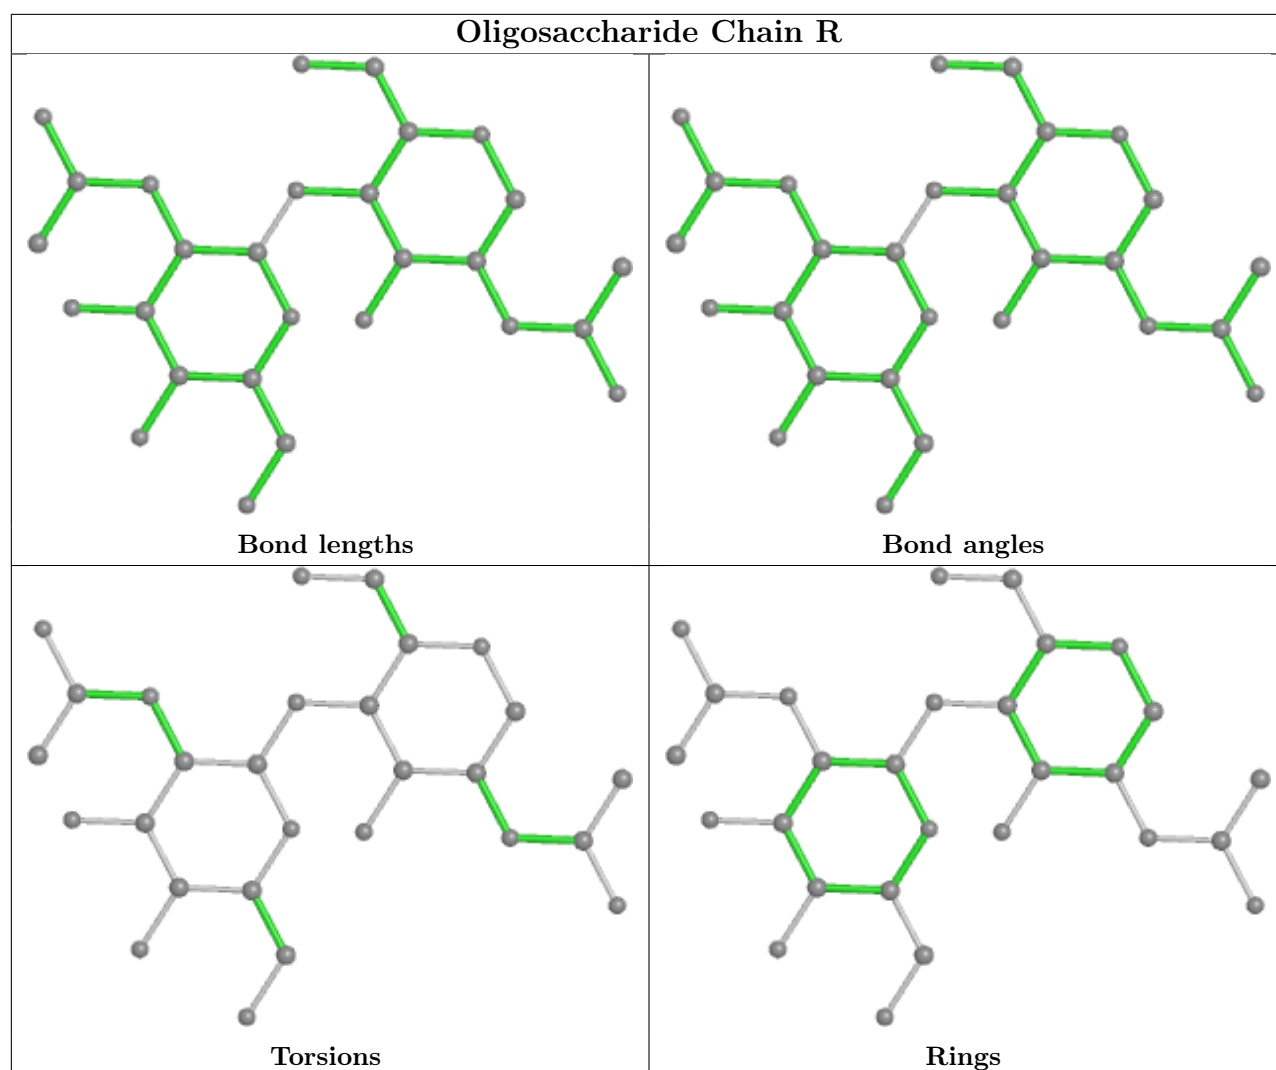 Oligosaccharide Chain R
Bond lengths
Bond angles
Torsions
Rings